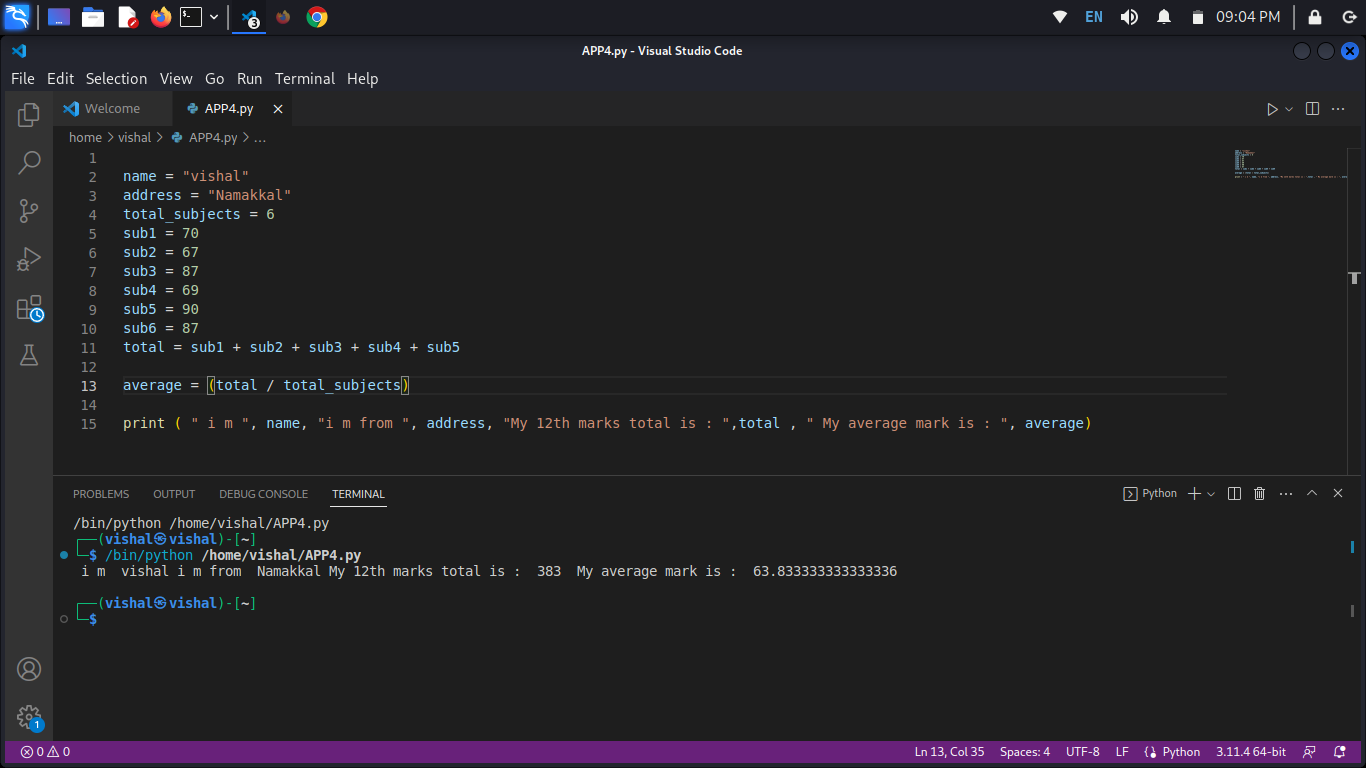 EN 09:04 PM
APP4.py - Visual Studio Code
File Edit Selection View Go Run Terminal Help
Welcome APP4.py
home > vishal > APP4.py > ...
1
2 name = "vishal"
3 address = "Namakkal"
4 total_subjects = 6
5 sub1 = 70
6 sub2 = 67
7 sub3 = 87
8 sub4 = 69
9 sub5 = 90
10 sub6 = 87
11 total = sub1 + sub2 + sub3 + sub4 + sub5
12
13 average = (total / total_subjects)
14
15 print ( " i m ", name, "i m from ", address, "My 12th marks total is : ",total , " My average mark is : ", average)
PROBLEMS OUTPUT DEBUG CONSOLE TERMINAL Python
/bin/python /home/vishal/APP4.py
┌──(vishal㉿vishal)-[~]
└─$ /bin/python /home/vishal/APP4.py
 i m  vishal i m from  Namakkal My 12th marks total is :  383  My average mark is :  63.833333333333336
┌──(vishal㉿vishal)-[~]
└─$
1
0 0 Ln 13, Col 35 Spaces: 4 UTF-8 LF Python 3.11.4 64-bit